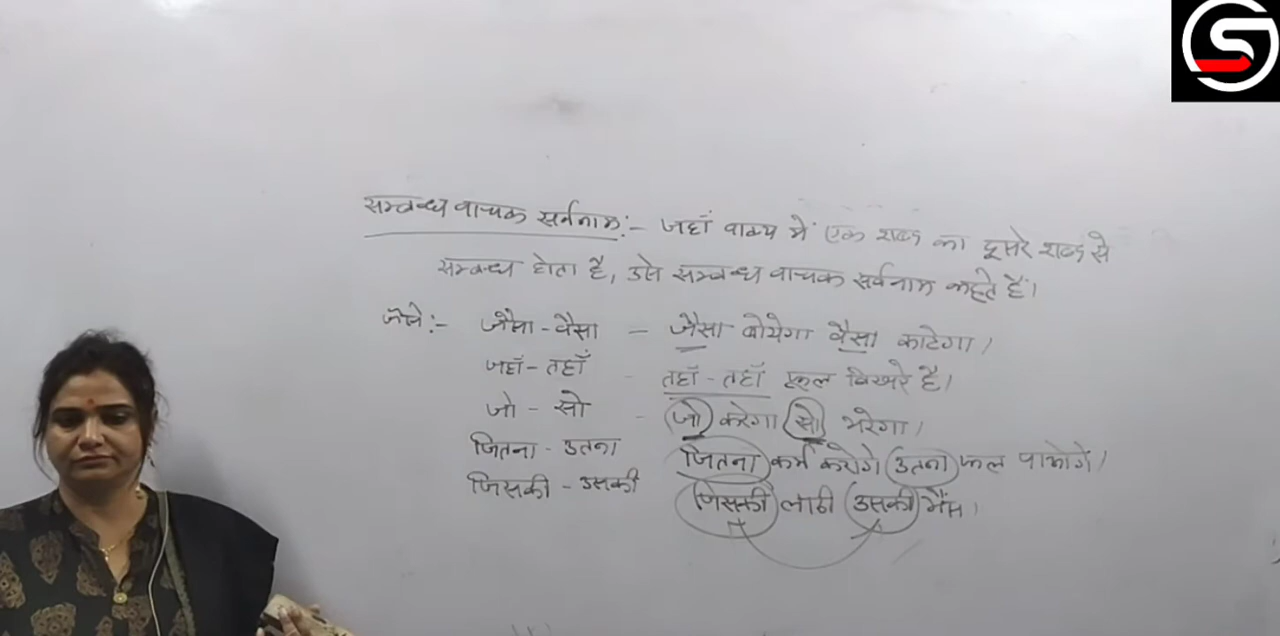 सम्बन्ध वाचक सर्वनाम :- जहाँ वाक्य में एक शब्द का दूसरे शब्द से
सम्बन्ध होता है, उसे सम्बन्ध वाचक सर्वनाम कहते हैं।
जैसे :- जैसा - वैसा - जैसा बोयेगा वैसा काटेगा।
जहाँ - तहाँ - तहाँ - तहाँ फूल बिखरे है।
जो - सो - जो करेगा सो भरेगा।
जितना - उतना जितना कर्म करोगे उतना फल पाओगे।
जिसकी - उसकी जिसकी लाठी उसकी भैंस।